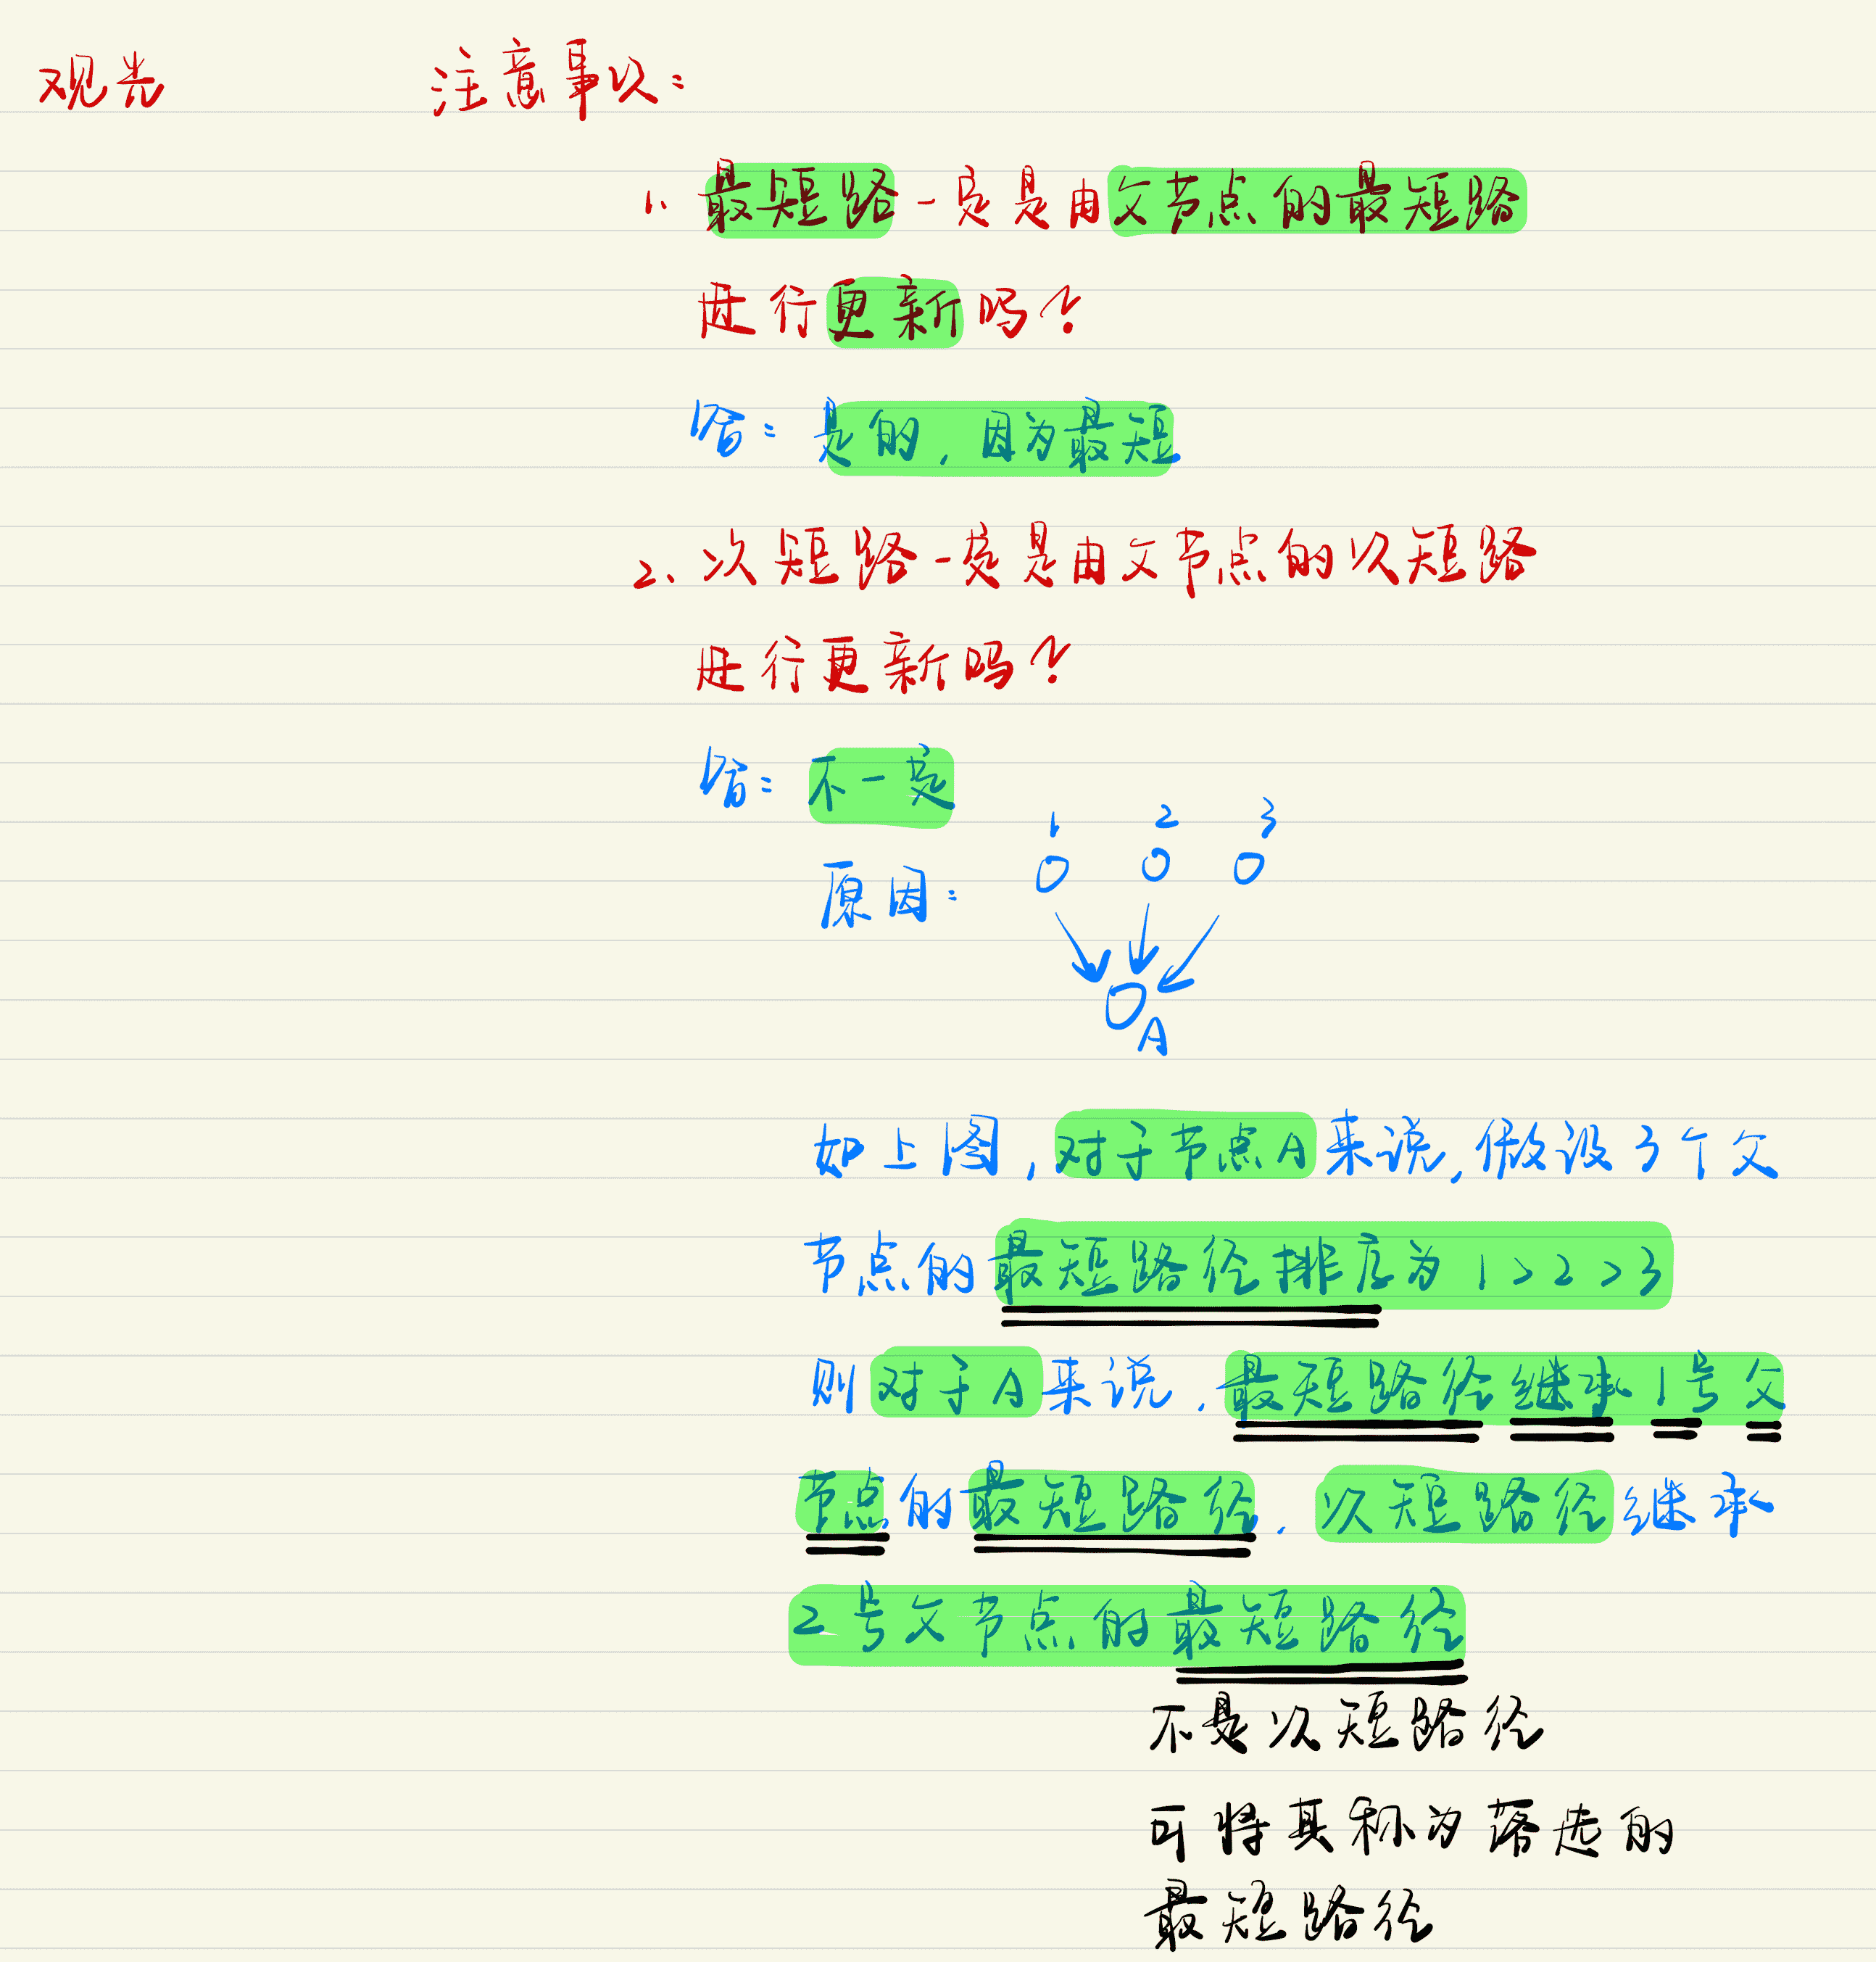 观光 注意事项:
1. 最短路一定是由父节点的最短路
进行更新吗?
答: 是的, 因为最短
2. 次短路一定是由父节点的次短路
进行更新吗?
答: 不一定
1 2 3
原因:
A
如上图, 对于节点A来说, 假设3个父
节点的最短路径排序为1>2>3
则对于A来说, 最短路径继承1号父
节点的最短路径, 次短路径继承
2号父节点的最短路径
不是次短路径
可将其称为落选的
最短路径